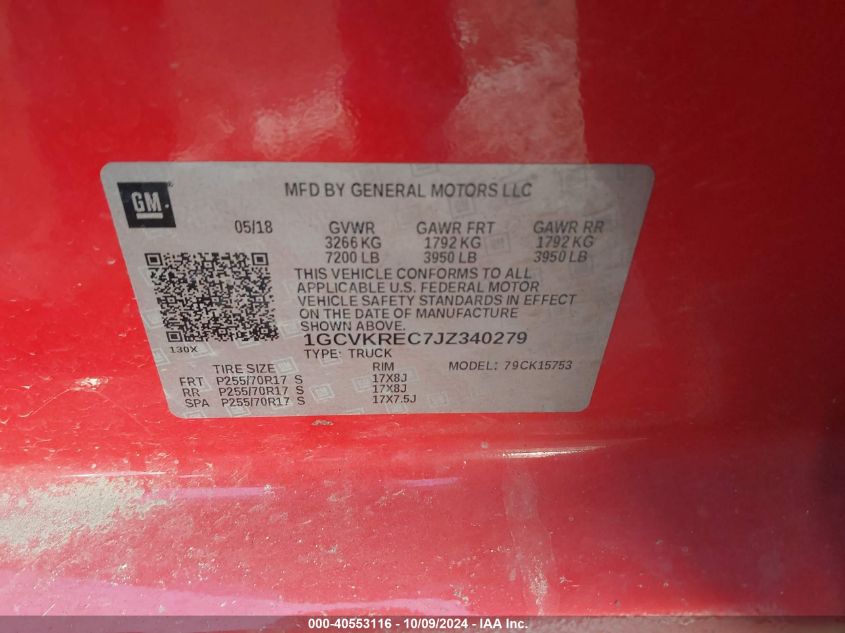 GM
MFD BY GENERAL MOTORS LLC
05/18 GVWR GAWR FRT GAWR RR
3266 KG 1792 KG 1792 KG
7200 LB 3950 LB 3950 LB
THIS VEHICLE CONFORMS TO ALL
APPLICABLE U.S. FEDERAL MOTOR
VEHICLE SAFETY STANDARDS IN EFFECT
ON THE DATE OF MANUFACTURE
SHOWN ABOVE.
130X
1GCVKREC7JZ340279
TYPE: TRUCK
TIRE SIZE RIM MODEL: 79CK15753
FRT P255/70R17 S 17X8J
RR P255/70R17 S 17X8J
SPA P255/70R17 S 17X7.5J
000-40553116 - 10/09/2024 - IAA Inc.